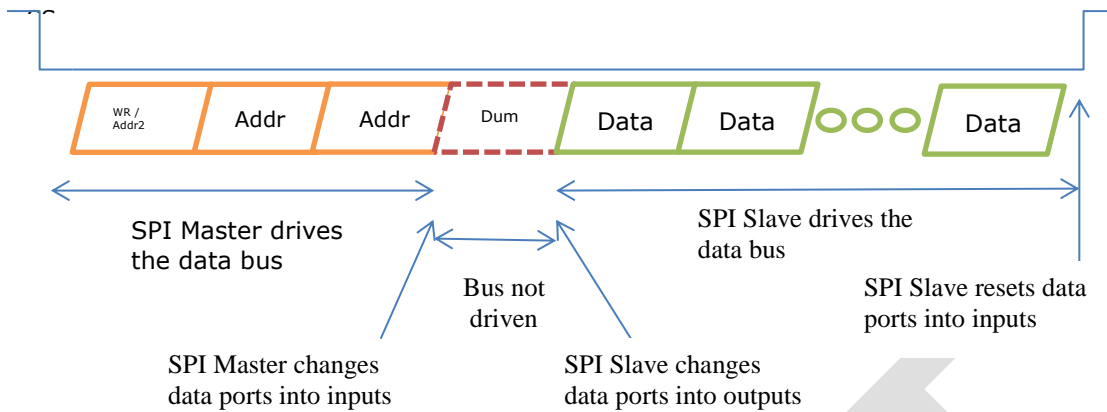 WR /
Addr2
Addr
Addr
Dum
Data
Data
Data
SPI Master drives
the data bus
Bus not
driven
SPI Slave drives the
data bus
SPI Slave resets data
ports into inputs
SPI Master changes
data ports into inputs
SPI Slave changes
data ports into outputs